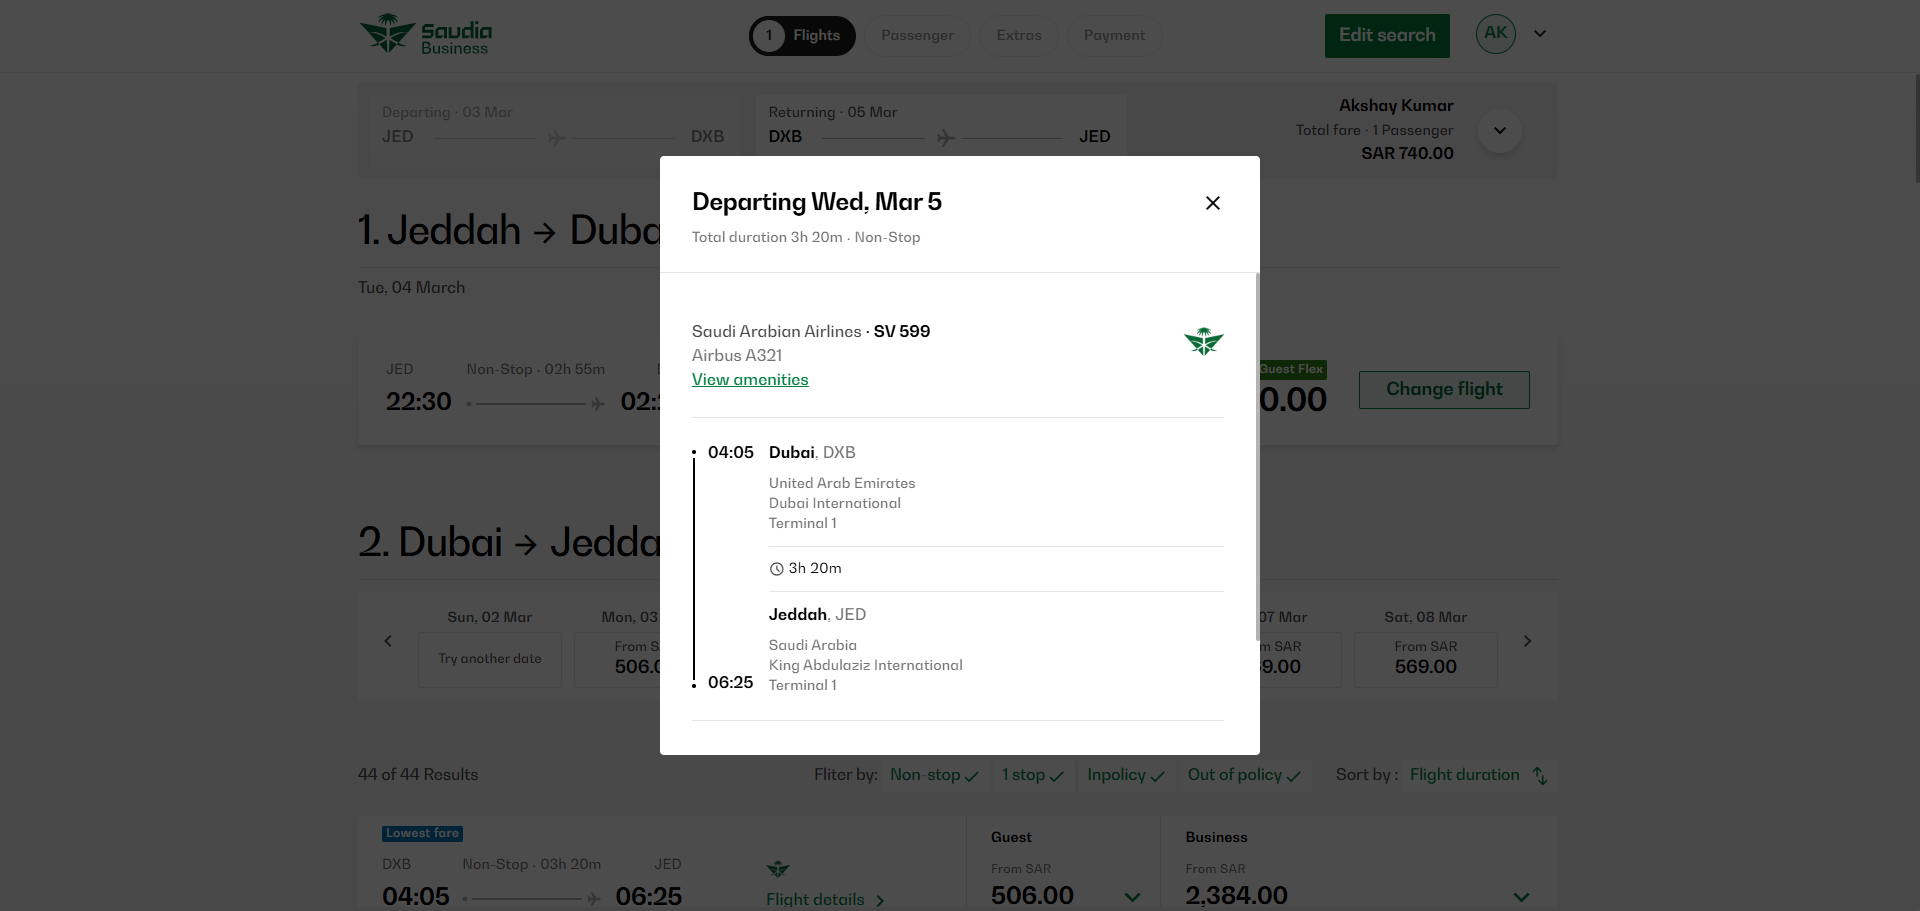 Saudia
Business
1 Flights
Passenger
Extras
Payment
Edit search
AK
Departing · 03 Mar
JED DXB
Returning · 05 Mar
DXB JED
Akshay Kumar
Total fare · 1 Passenger
SAR 740.00
1. Jeddah → Duba
Tue, 04 March
JED Non-Stop · 02h 55m
22:30 02:
Guest Flex
0.00
Change flight
Departing Wed, Mar 5
Total duration 3h 20m · Non-Stop
Saudi Arabian Airlines · SV 599
Airbus A321
View amenities
04:05 Dubai, DXB
United Arab Emirates
Dubai International
Terminal 1
3h 20m
Jeddah, JED
Saudi Arabia
King Abdulaziz International
06:25 Terminal 1
2. Dubai → Jedda
Sun, 02 Mar
Try another date
Mon, 03
From S
506.
07 Mar
m SAR
9.00
Sat, 08 Mar
From SAR
569.00
44 of 44 Results
Fliter by: Non-stop 1 stop Inpolicy Out of policy Sort by : Flight duration
Lowest fare
DXB Non-Stop · 03h 20m JED
04:05 06:25
Flight details
Guest
From SAR
506.00
Business
From SAR
2,384.00